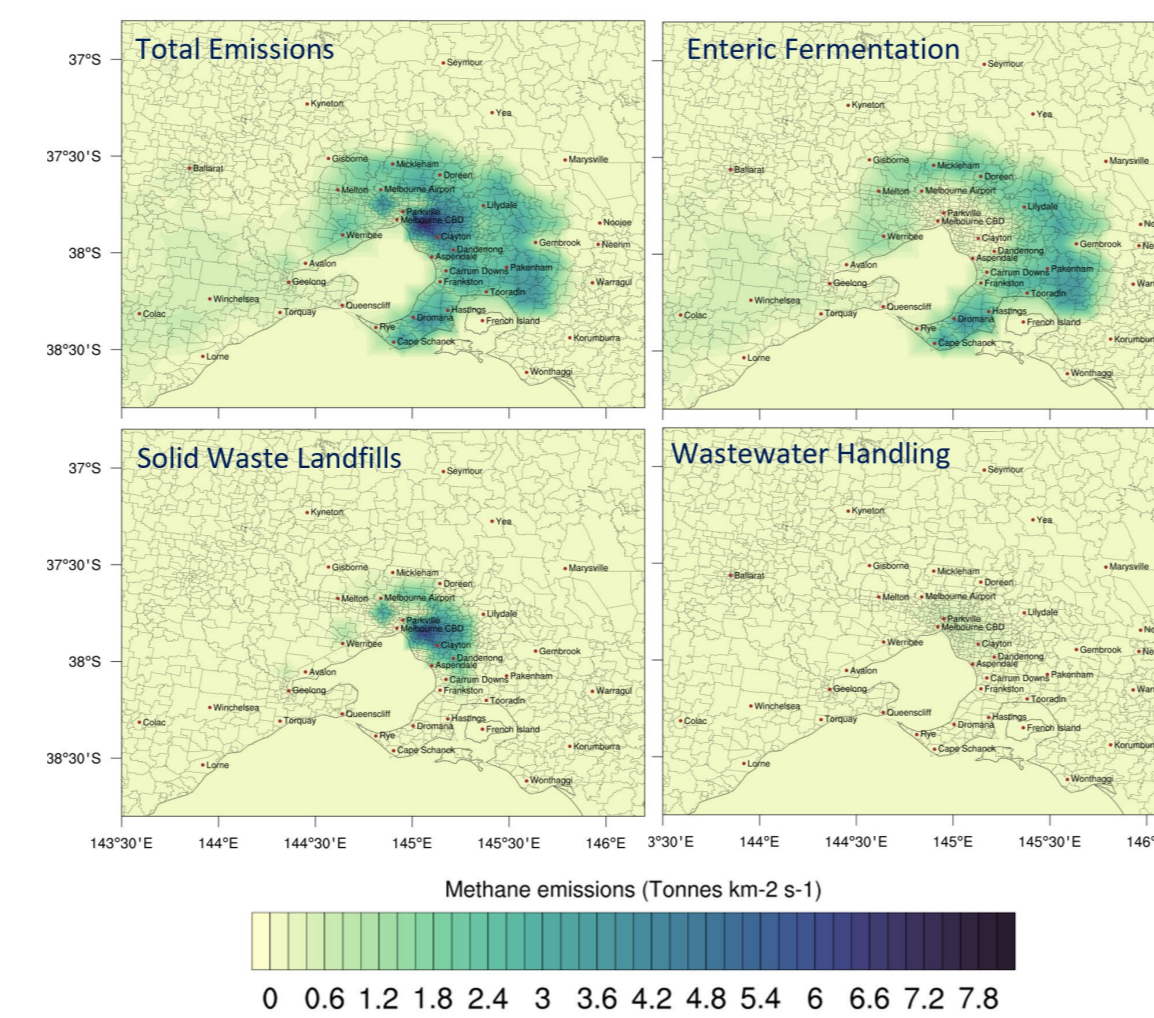 Total Emissions
Seymour
37°S
Kyneton
Yea
37°30'S
Gisborne
Mickleham
Marysville
Ballarat
Doreen
Melton
Melbourne Airport
Lilydale
Parkville
Melbourne CBD
Noojee
Werribee
Clayton
38°S
Gembrook
Neerim
Dandenong
Aspendale
Avalon
Carrum Downs
Pakenham
Geelong
Frankston
Warragul
Tooradin
Winchelsea
Queenscliff
Hastings
Colac
Torquay
Dromana
French Island
Rye
38°30'S
Cape Schanck
Korumburra
Lorne
Wonthaggi
Enteric Fermentation
Seymour
Kyneton
Yea
Gisborne
Mickleham
Marysville
Ballarat
Doreen
Melton
Melbourne Airport
Lilydale
Parkville
Melbourne CBD
No
Werribee
Clayton
Gembrook
Ne
Dandenong
Aspendale
Avalon
Carrum Downs
Pakenham
Geelong
Frankston
War
Tooradin
Winchelsea
Queenscliff
Hastings
Colac
Torquay
Dromana
French Island
Rye
Cape Schanck
Korumbur
Lorne
Wonthaggi
Solid Waste Landfills
37°S
Seymour
Kyneton
Yea
37°30'S
Gisborne
Mickleham
Marysville
Doreen
Melton
Melbourne Airport
Lilydale
Parkville
Melbourne CBD
Werribee
Clayton
Gembrook
38°S
Dandenong
Aspendale
Avalon
Carrum Downs
Pakenham
Geelong
Frankston
Warragul
Tooradin
Winchelsea
Queenscliff
Hastings
Colac
Torquay
Dromana
French Island
Rye
Cape Schanck
Korumburra
38°30'S
Lorne
Wonthaggi
143°30'E 144°E 144°30'E 145°E 145°30'E 146°E
Wastewater Handling
Seymour
Kyneton
Yea
Gisborne
Mickleham
Marysville
Ballarat
Doreen
Melton
Melbourne Airport
Lilydale
Parkville
Melbourne CBD
No
Werribee
Clayton
Gembrook
Ne
Dandenong
Aspendale
Avalon
Carrum Downs
Pakenham
Geelong
Frankston
War
Tooradin
Winchelsea
Queenscliff
Hastings
Colac
Torquay
Dromana
French Island
Rye
Cape Schanck
Korumbur
Lorne
Wonthaggi
3°30'E 144°E 144°30'E 145°E 145°30'E 146°
Methane emissions (Tonnes km-2 s-1)
0 0.6 1.2 1.8 2.4 3 3.6 4.2 4.8 5.4 6 6.6 7.2 7.8